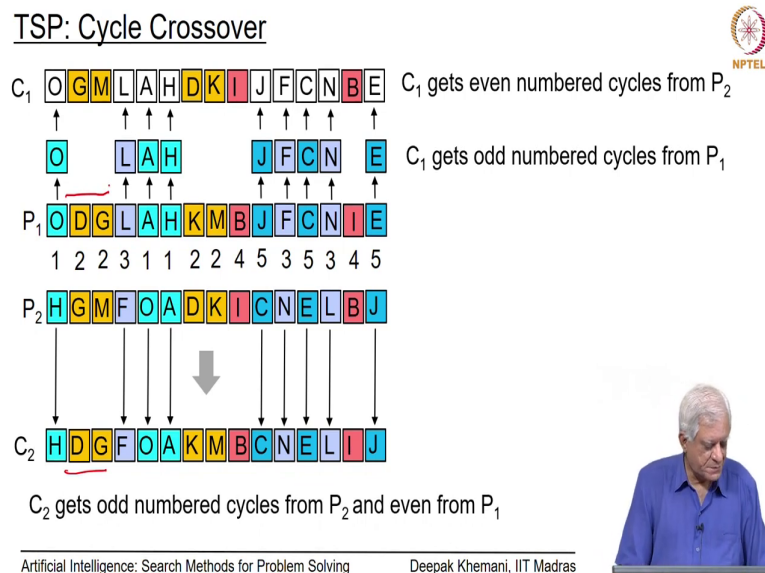 TSP: Cycle Crossover
NPTEL
C1 O G M L A H D K I J F C N B E C1 gets even numbered cycles from P2
O L A H J F C N E C1 gets odd numbered cycles from P1
P1 O D G L A H K M B J F C N I E
1 2 2 3 1 1 2 2 4 5 3 5 3 4 5
P2 H G M F O A D K I C N E L B J
C2 H D G F O A K M B C N E L I J
C2 gets odd numbered cycles from P2 and even from P1
Artificial Intelligence: Search Methods for Problem Solving Deepak Khemani, IIT Madras